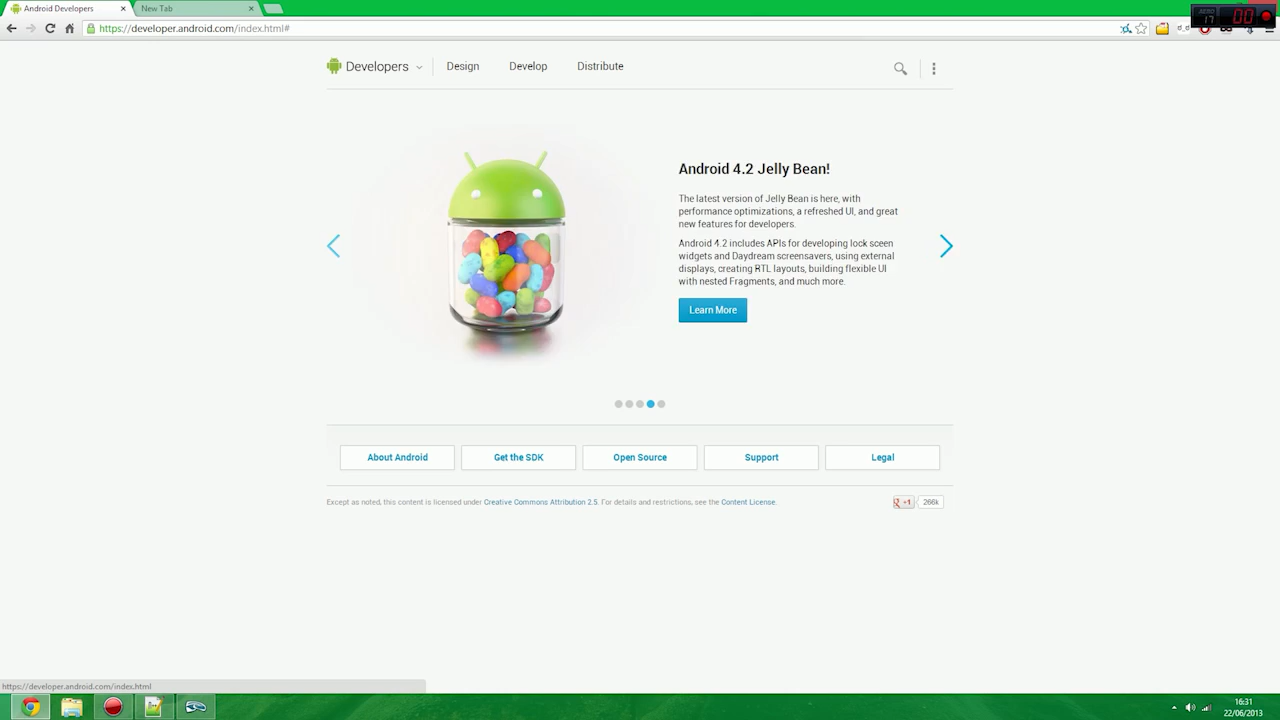 Android Developers
New Tab
17
00
https://developer.android.com/index.html#
Developers
Design
Develop
Distribute
Android 4.2 Jelly Bean!
The latest version of Jelly Bean is here, with
performance optimizations, a refreshed UI, and great
new features for developers.
Android 4.2 includes APIs for developing lock sceen
widgets and Daydream screensavers, using external
displays, creating RTL layouts, building flexible UI
with nested Fragments, and much more.
Learn More
About Android
Get the SDK
Open Source
Support
Legal
Except as noted, this content is licensed under Creative Commons Attribution 2.5. For details and restrictions, see the Content License.
+1
266k
https://developer.android.com/index.html
16:31
22/06/2013